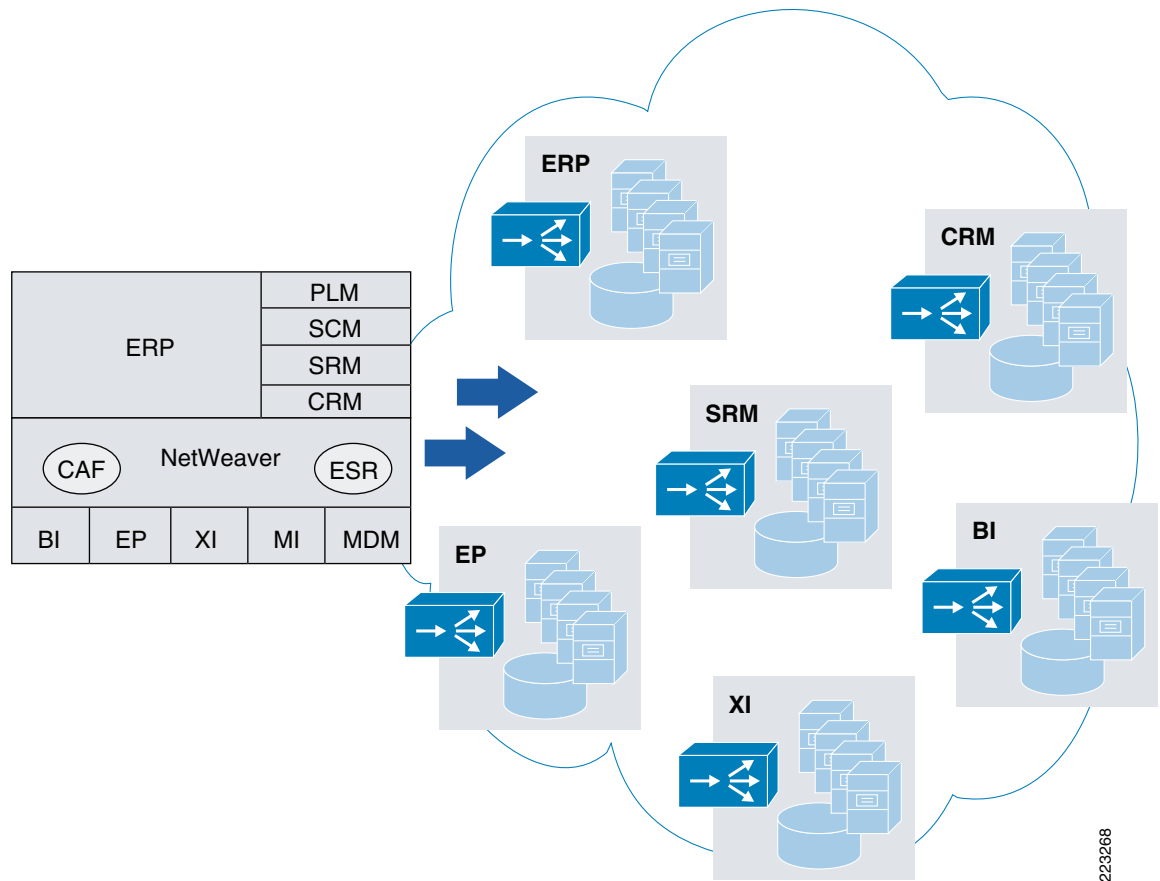 ERP
PLM
SCM
SRM
CRM
CAF
NetWeaver
ESR
BI
EP
XI
MI
MDM
ERP
CRM
SRM
EP
BI
XI
223268